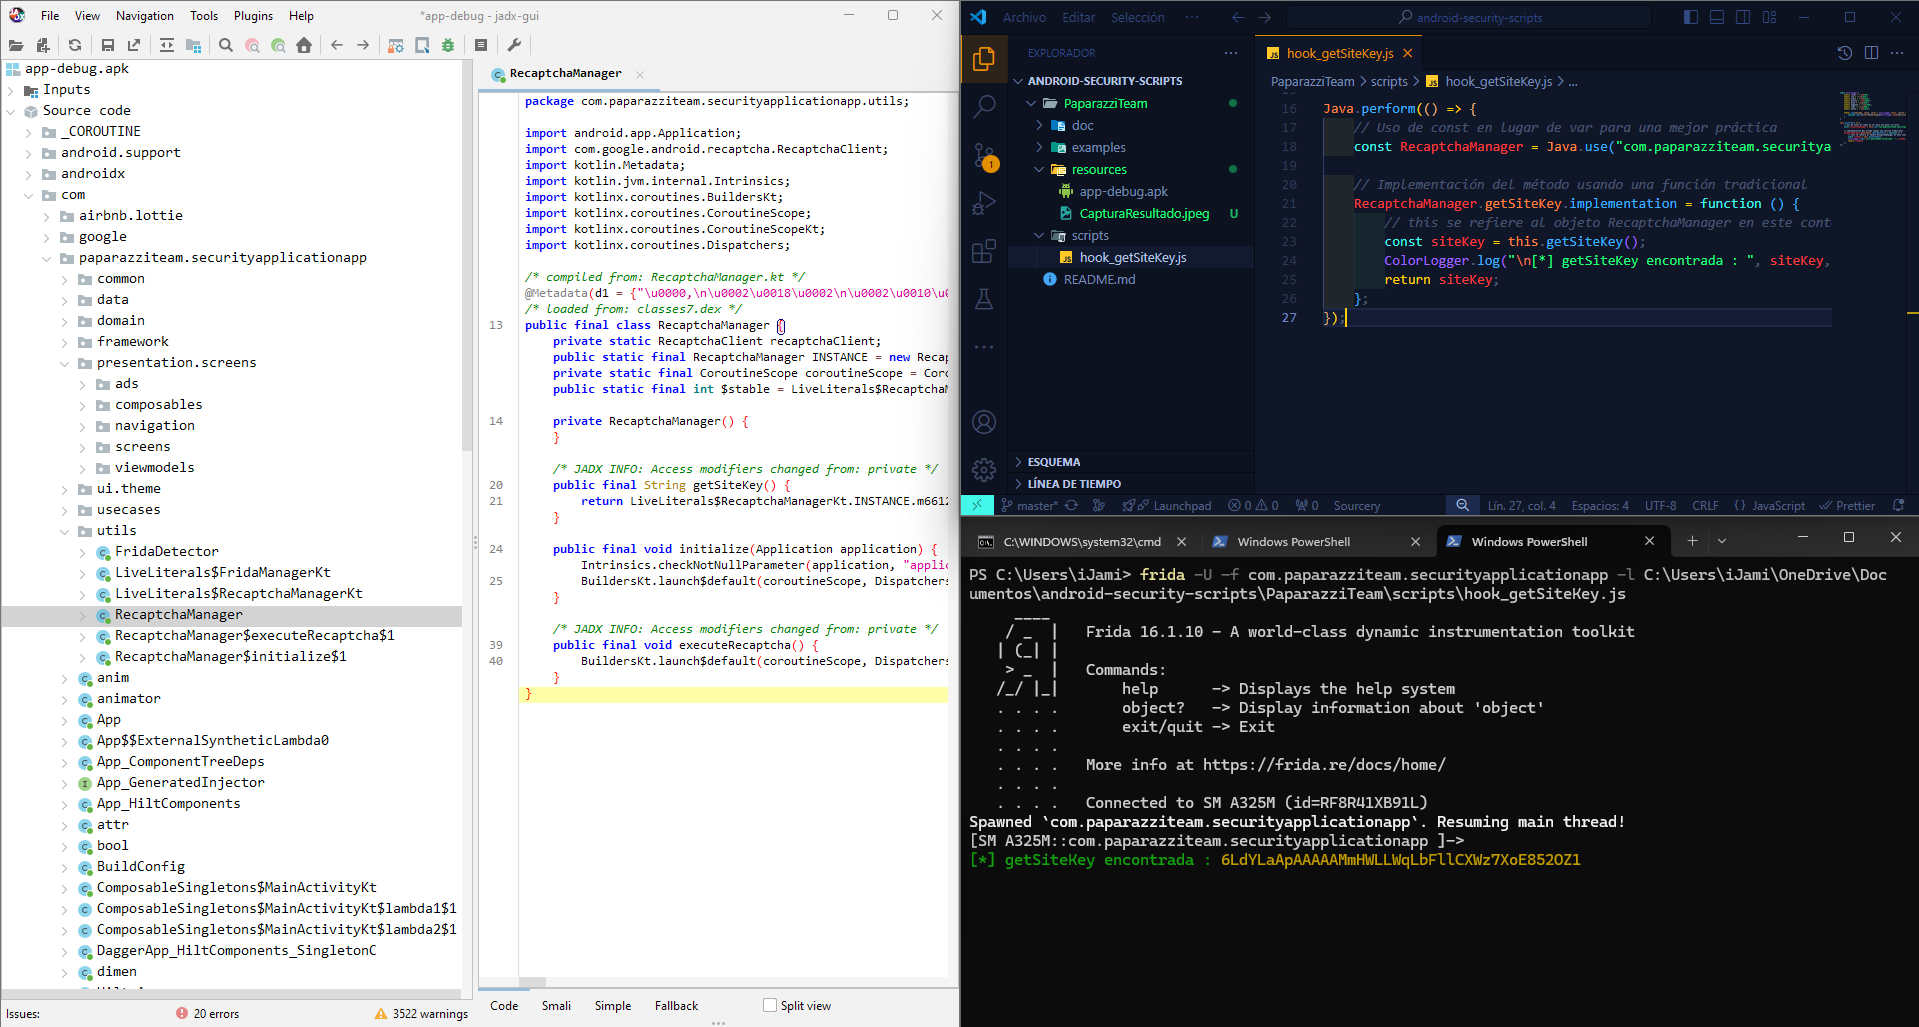 File View Navigation Tools Plugins Help *app-debug - jadx-gui
app-debug.apk
Inputs
Source code
_COROUTINE
android.support
androidx
com
airbnb.lottie
google
paparazziteam.securityapplicationapp
common
data
domain
framework
presentation.screens
ads
composables
navigation
screens
viewmodels
ui.theme
usecases
utils
FridaDetector
LiveLiterals$FridaManagerKt
LiveLiterals$RecaptchaManagerKt
RecaptchaManager
RecaptchaManager$executeRecaptcha$1
RecaptchaManager$initialize$1
anim
animator
App
App$$ExternalSyntheticLambda0
App_ComponentTreeDeps
App_GeneratedInjector
App_HiltComponents
attr
bool
BuildConfig
ComposableSingletons$MainActivityKt
ComposableSingletons$MainActivityKt$lambda1$1
ComposableSingletons$MainActivityKt$lambda2$1
DaggerApp_HiltComponents_SingletonC
dimen
Issues: 20 errors 3522 warnings
RecaptchaManager
package com.paparazziteam.securityapplicationapp.utils;
import android.app.Application;
import com.google.android.recaptcha.RecaptchaClient;
import kotlin.Metadata;
import kotlin.jvm.internal.Intrinsics;
import kotlinx.coroutines.BuildersKt;
import kotlinx.coroutines.CoroutineScope;
import kotlinx.coroutines.CoroutineScopeKt;
import kotlinx.coroutines.Dispatchers;
/* compiled from: RecaptchaManager.kt */
@Metadata(d1 = {"\u0000,\n\u0002\u0018\u0002\n\u0002\u0010\u0
/* loaded from: classes7.dex */
13 public final class RecaptchaManager {
private static RecaptchaClient recaptchaClient;
public static final RecaptchaManager INSTANCE = new Recap
private static final CoroutineScope coroutineScope = Coro
public static final int $stable = LiveLiterals$RecaptchaM
14 private RecaptchaManager() {
}
/* JADX INFO: Access modifiers changed from: private */
20 public final String getSiteKey() {
21 return LiveLiterals$RecaptchaManagerKt.INSTANCE.m6612
}
24 public final void initialize(Application application) {
Intrinsics.checkNotNullParameter(application, "applic
25 BuildersKt.launch$default(coroutineScope, Dispatchers
}
/* JADX INFO: Access modifiers changed from: private */
39 public final void executeRecaptcha() {
40 BuildersKt.launch$default(coroutineScope, Dispatchers
}
}
Code Smali Simple Fallback Split view
Archivo Editar Selección ··· android-security-scripts
EXPLORADOR ···
ANDROID-SECURITY-SCRIPTS
PaparazziTeam
doc
examples
resources
app-debug.apk
CapturaResultado.jpeg U
scripts
hook_getSiteKey.js
README.md
ESQUEMA
LÍNEA DE TIEMPO
1
hook_getSiteKey.js
PaparazziTeam > scripts > hook_getSiteKey.js > ...
16 Java.perform(() => {
17 // Uso de const en lugar de var para una mejor práctica
18 const RecaptchaManager = Java.use("com.paparazziteam.securitya
19
20 // Implementación del método usando una función tradicional
21 RecaptchaManager.getSiteKey.implementation = function () {
22 // this se refiere al objeto RecaptchaManager en este cont
23 const siteKey = this.getSiteKey();
24 ColorLogger.log("\n[*] getSiteKey encontrada : ", siteKey,
25 return siteKey;
26 };
27 });
master* Launchpad 0 0 0 Sourcery Lín. 27, col. 4 Espacios: 4 UTF-8 CRLF {} JavaScript Prettier
C:\WINDOWS\system32\cmd Windows PowerShell Windows PowerShell
PS C:\Users\iJami> frida -U -f com.paparazziteam.securityapplicationapp -l C:\Users\iJami\OneDrive\Doc
umentos\android-security-scripts\PaparazziTeam\scripts\hook_getSiteKey.js
____
/ _ | Frida 16.1.10 - A world-class dynamic instrumentation toolkit
| (_| |
> _ | Commands:
/_/ |_| help -> Displays the help system
. . . . object? -> Display information about 'object'
. . . . exit/quit -> Exit
. . . .
. . . . More info at https://frida.re/docs/home/
. . . .
. . . . Connected to SM A325M (id=RF8R41XB91L)
Spawned `com.paparazziteam.securityapplicationapp`. Resuming main thread!
[SM A325M::com.paparazziteam.securityapplicationapp ]->
[*] getSiteKey encontrada : 6LdYLaApAAAAAMmHWLLWqLbFllCXWz7XoE852OZ1